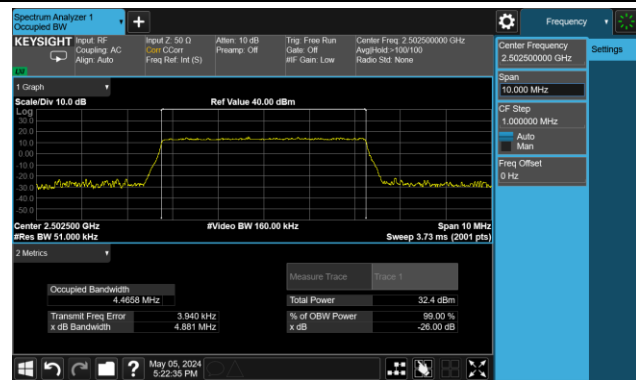 Spectrum Analyzer 1
Occupied BW
Frequency
KEYSIGHT
Input: RF
Coupling: AC
Align: Auto
Input Z: 50 Ω
Corr CCorr
Freq Ref: Int (S)
Atten: 10 dB
Preamp: Off
Trig: Free Run
Gate: Off
#IF Gain: Low
Center Freq: 2.502500000 GHz
Avg|Hold:>100/100
Radio Std: None
Center Frequency
2.502500000 GHz
Settings
Span
10.000 MHz
CF Step
1.000000 MHz
Auto
Man
Freq Offset
0 Hz
1 Graph
Scale/Div 10.0 dB
Ref Value 40.00 dBm
Log
30.0
20.0
10.0
0.00
-10.0
-20.0
-30.0
-40.0
-50.0
Center 2.502500 GHz
#Video BW 160.00 kHz
Span 10 MHz
#Res BW 51.000 kHz
Sweep 3.73 ms (2001 pts)
2 Metrics
Measure Trace
Trace 1
Occupied Bandwidth
4.4658 MHz
Total Power
32.4 dBm
Transmit Freq Error
3.940 kHz
% of OBW Power
99.00 %
x dB Bandwidth
4.881 MHz
x dB
-26.00 dB
May 05, 2024
5:22:35 PM